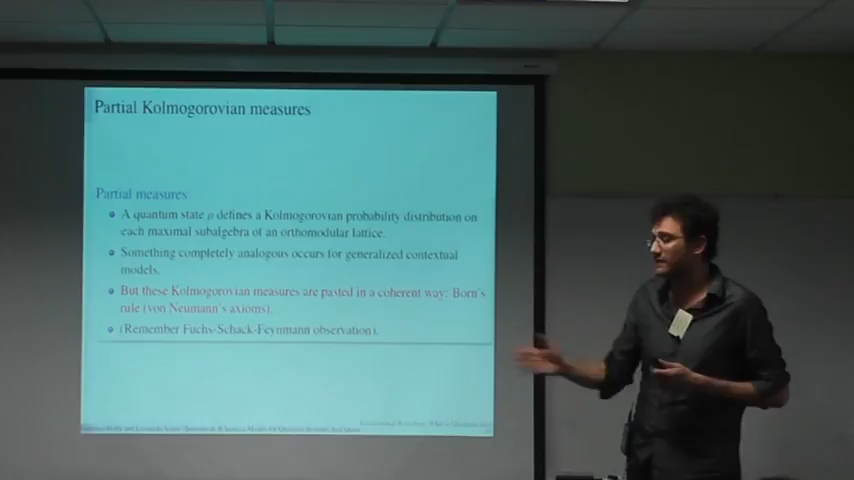 Partial Kolmogorovian measures
Partial measures
A quantum state ρ defines a Kolmogorovian probability distribution on
each maximal subalgebra of an orthomodular lattice.
Something completely analogous occurs for generalized contextual
models.
But these Kolmogorovian measures are pasted in a coherent way: Born's
rule (von Neumann's axioms).
(Remember Fuchs-Schack-Feynmann observation).